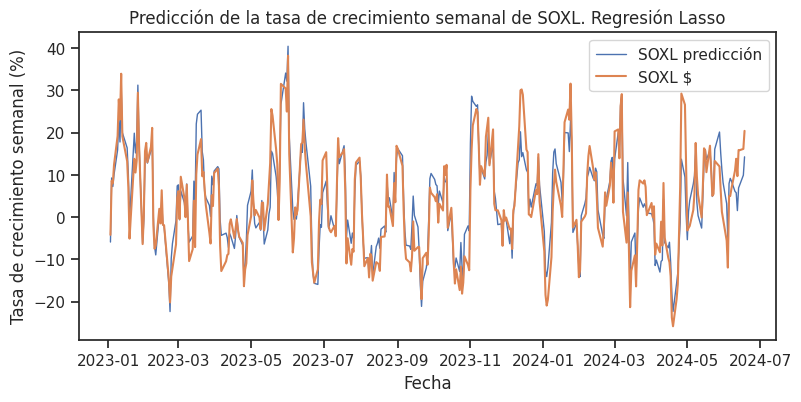 Predicción de la tasa de crecimiento semanal de SOXL. Regresión Lasso
SOXL predicción
SOXL $
Tasa de crecimiento semanal (%)
40
30
20
10
0
−10
−20
2023-01 2023-03 2023-05 2023-07 2023-09 2023-11 2024-01 2024-03 2024-05 2024-07
Fecha